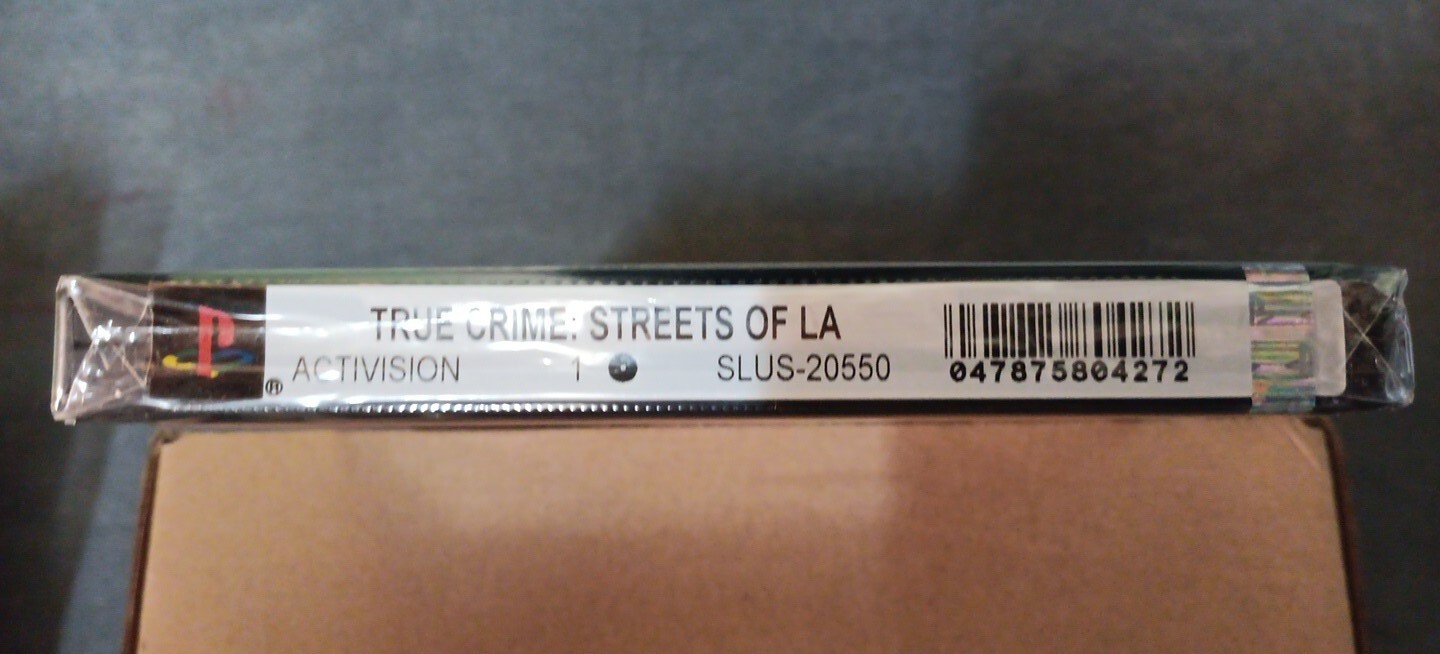 TRUE CRIME: STREETS OF LA
® ACTIVISION 1 SLUS-20550
047875804272